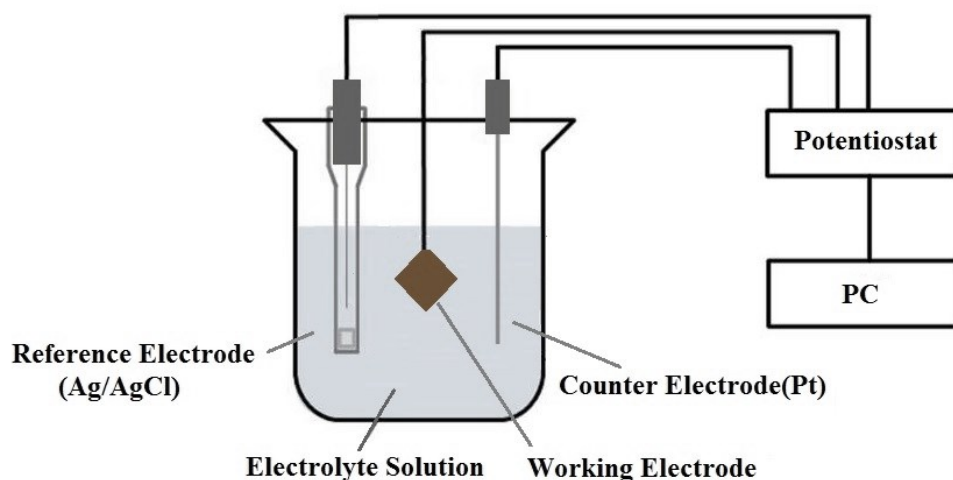 Potentiostat
PC
Reference Electrode
(Ag/AgCl)
Counter Electrode(Pt)
Electrolyte Solution
Working Electrode